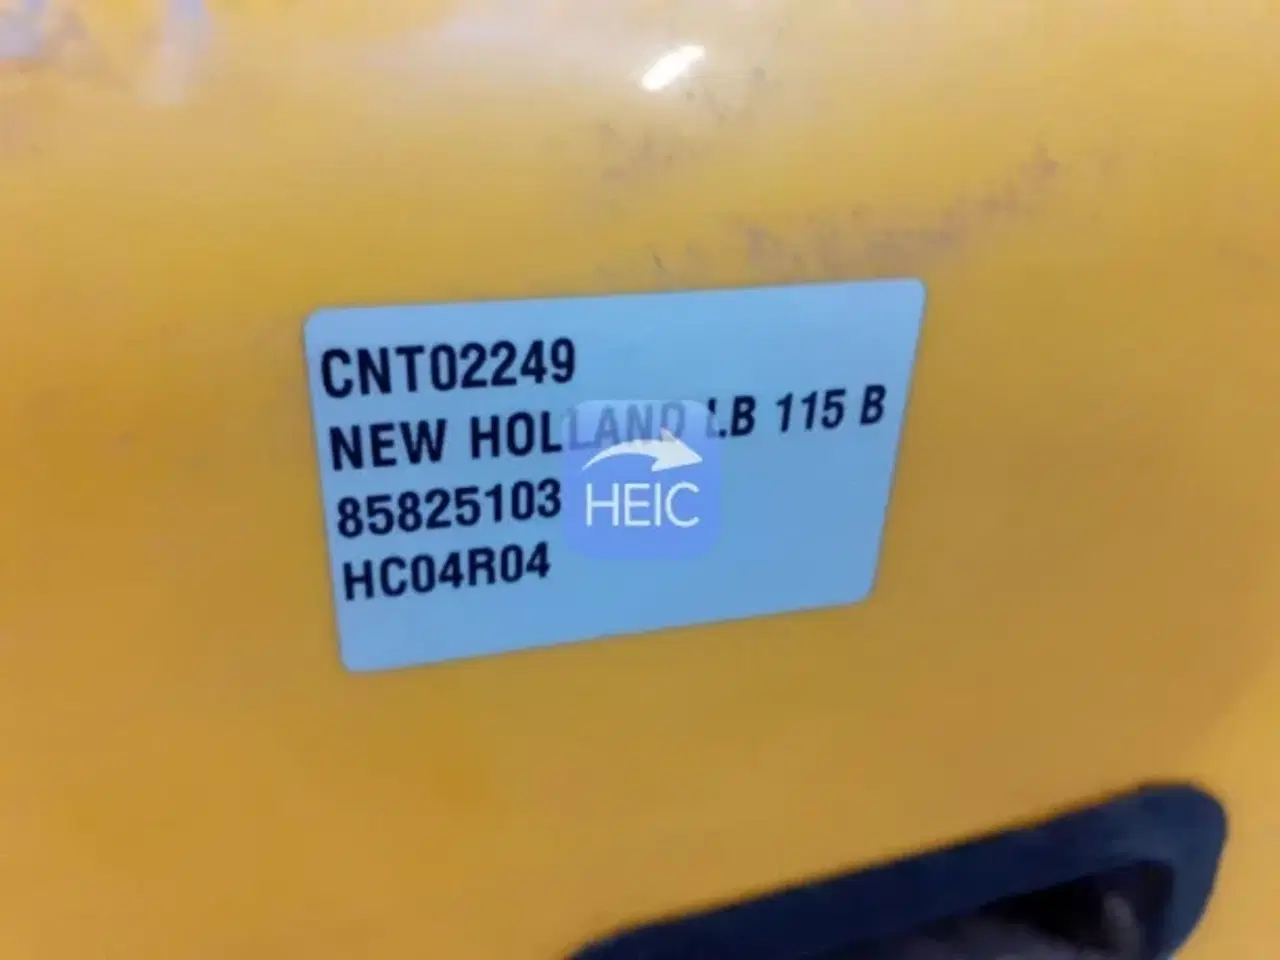 CNT02249
NEW HOLLAND LB 115 B
85825103
HEIC
HC04R04